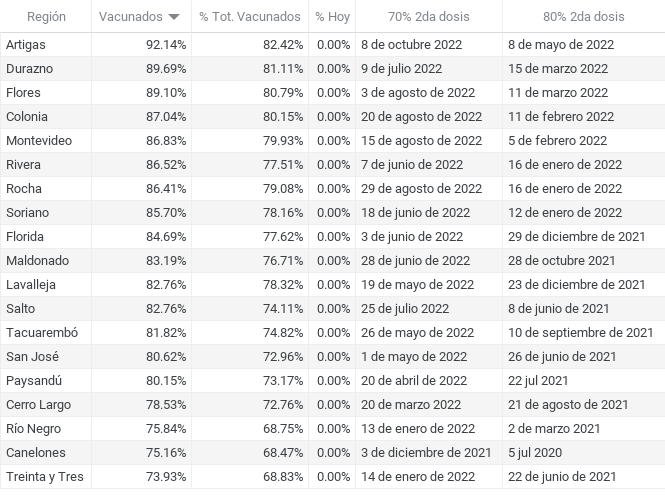 Región Vacunados % Tot. Vacunados % Hoy 70% 2da dosis 80% 2da dosis
Artigas 92.14% 82.42% 0.00% 8 de octubre 2022 8 de mayo de 2022
Durazno 89.69% 81.11% 0.00% 9 de julio 2022 15 de marzo 2022
Flores 89.10% 80.79% 0.00% 3 de agosto de 2022 11 de marzo 2022
Colonia 87.04% 80.15% 0.00% 20 de agosto de 2022 11 de febrero 2022
Montevideo 86.83% 79.93% 0.00% 15 de agosto de 2022 5 de febrero 2022
Rivera 86.52% 77.51% 0.00% 7 de junio de 2022 16 de enero de 2022
Rocha 86.41% 79.08% 0.00% 29 de agosto de 2022 16 de enero de 2022
Soriano 85.70% 78.16% 0.00% 18 de junio de 2022 12 de enero de 2022
Florida 84.69% 77.62% 0.00% 3 de junio de 2022 29 de diciembre de 2021
Maldonado 83.19% 76.71% 0.00% 28 de junio de 2022 28 de octubre 2021
Lavalleja 82.76% 78.32% 0.00% 19 de mayo de 2022 23 de diciembre de 2021
Salto 82.76% 74.11% 0.00% 25 de julio 2022 8 de junio de 2021
Tacuarembó 81.82% 74.82% 0.00% 26 de mayo de 2022 10 de septiembre de 2021
San José 80.62% 72.96% 0.00% 1 de mayo de 2022 26 de junio de 2021
Paysandú 80.15% 73.17% 0.00% 20 de abril de 2022 22 jul 2021
Cerro Largo 78.53% 72.76% 0.00% 20 de marzo 2022 21 de agosto de 2021
Río Negro 75.84% 68.75% 0.00% 13 de enero de 2022 2 de marzo 2021
Canelones 75.16% 68.47% 0.00% 3 de diciembre de 2021 5 jul 2020
Treinta y Tres 73.93% 68.83% 0.00% 14 de enero de 2022 22 de junio de 2021